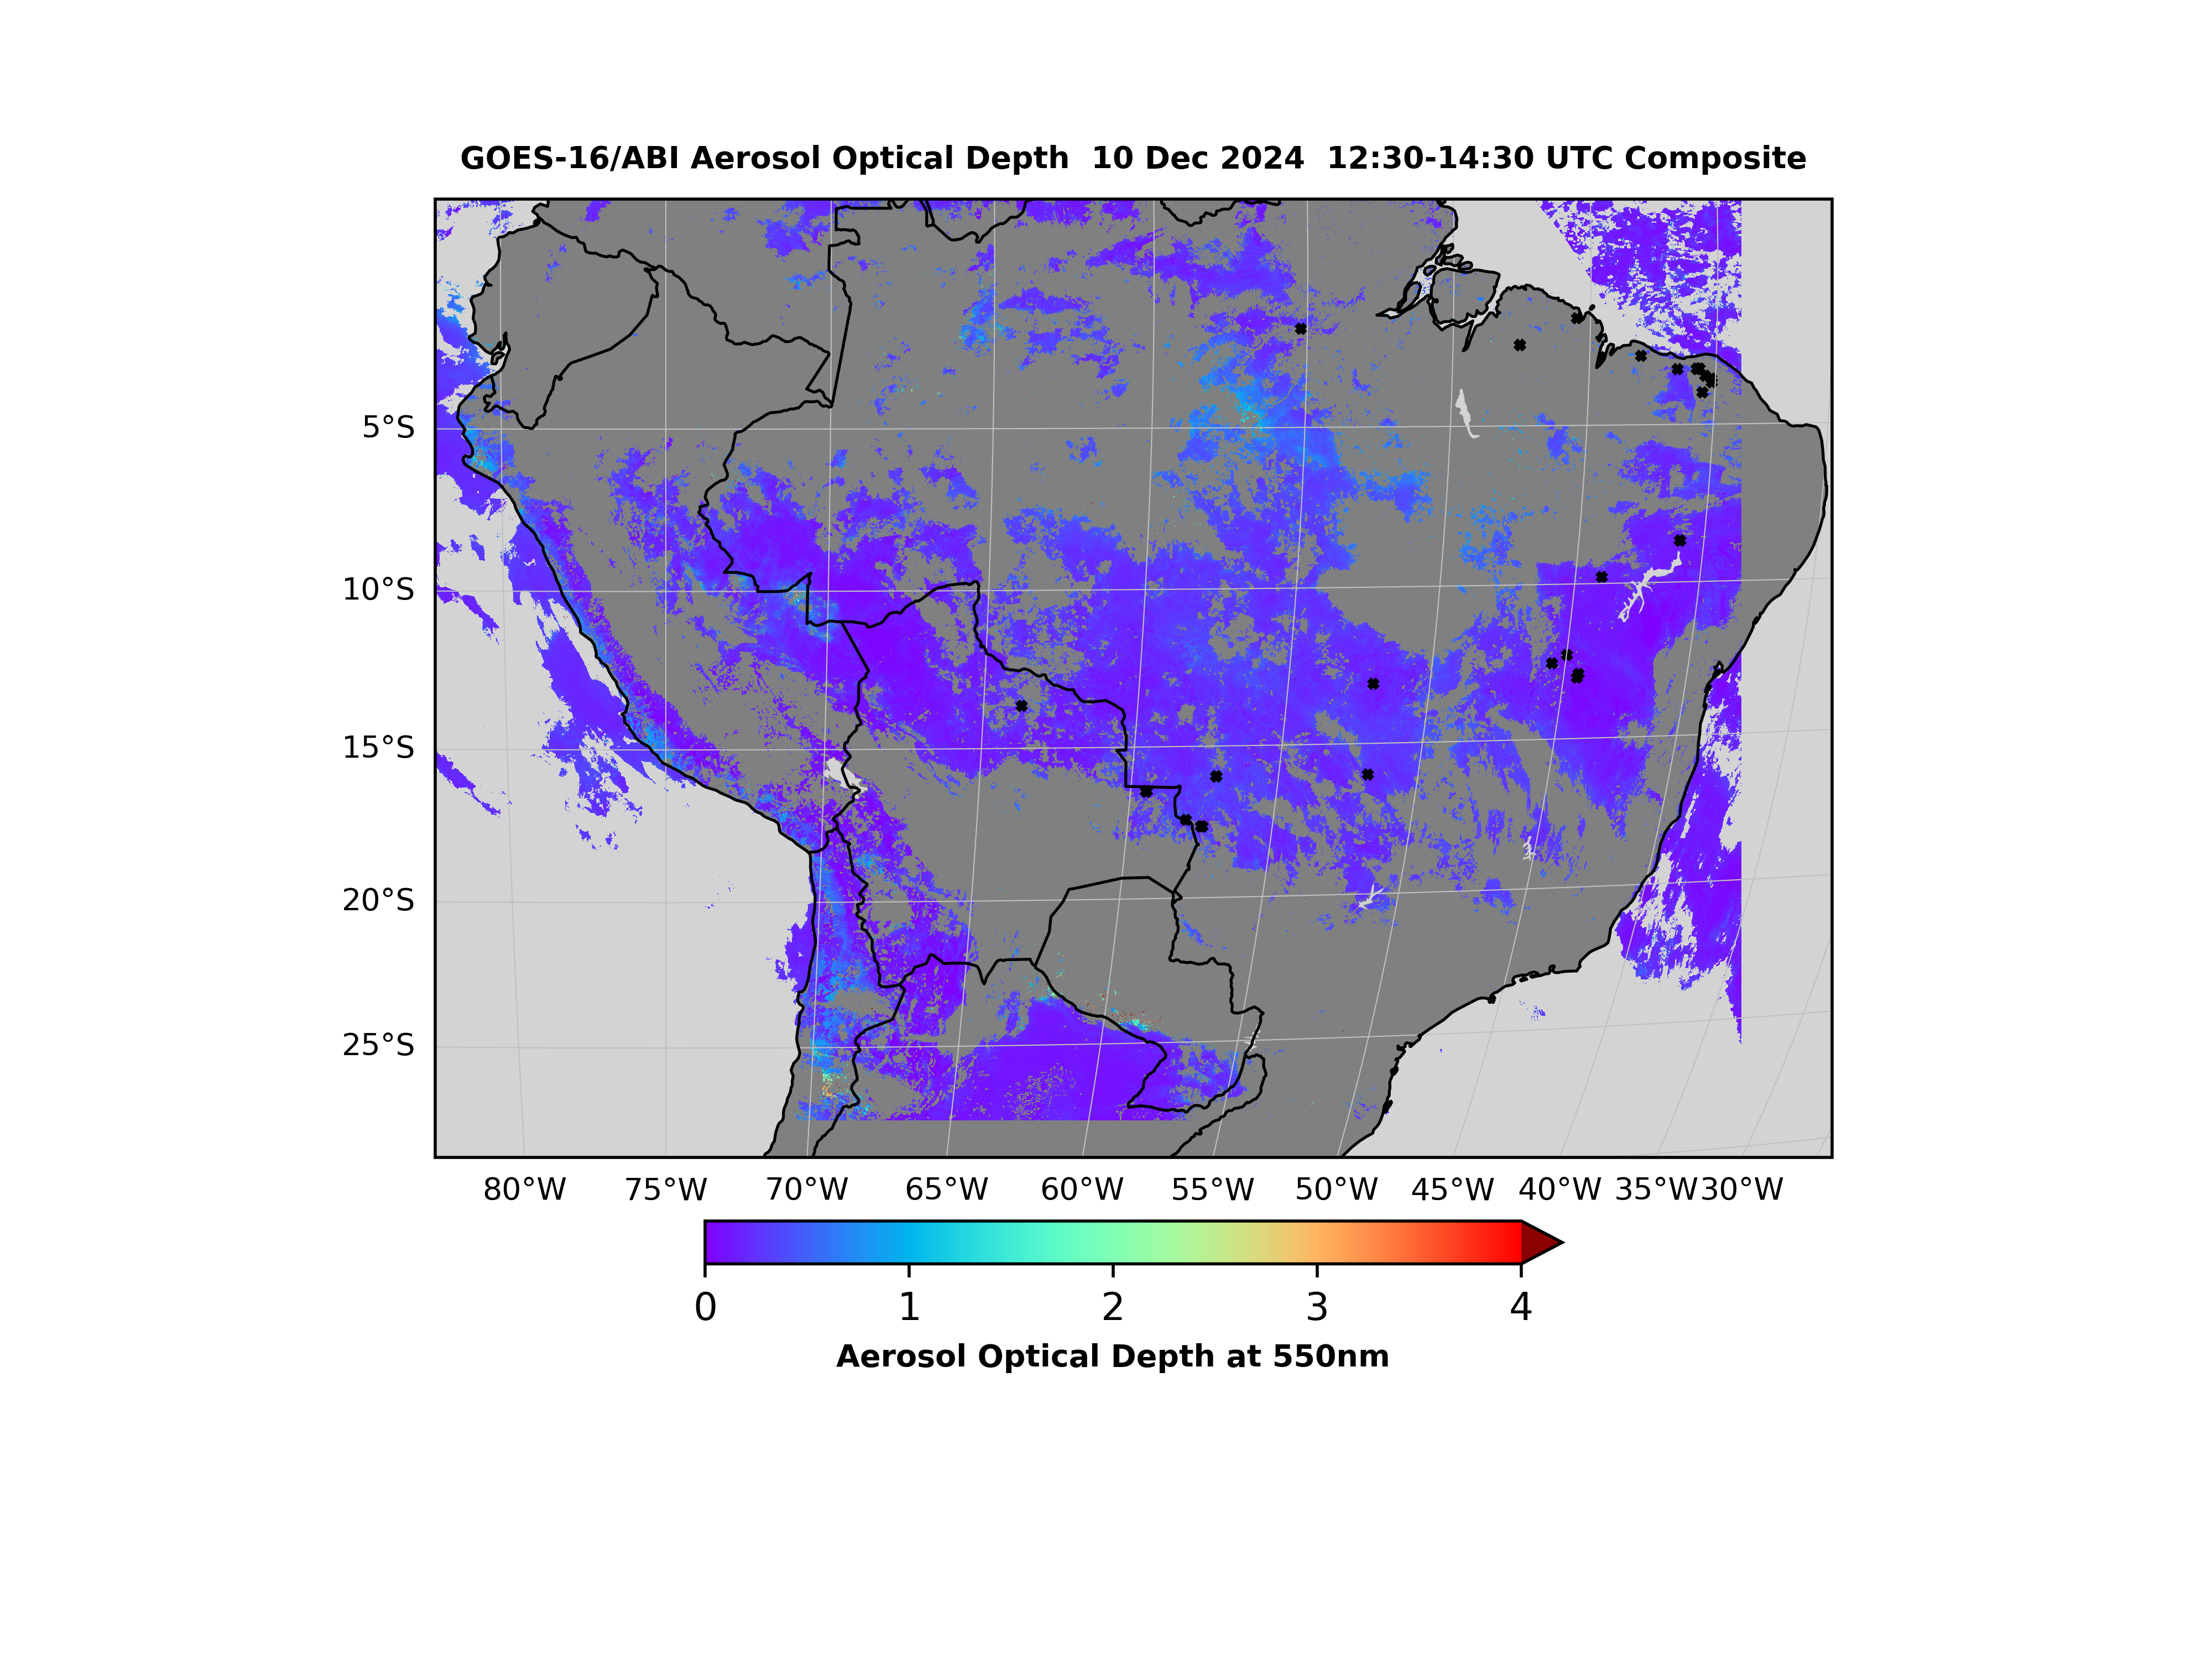 GOES-16/ABI Aerosol Optical Depth  10 Dec 2024  12:30-14:30 UTC Composite
5°S
10°S
15°S
20°S
25°S
80°W 75°W 70°W 65°W 60°W 55°W 50°W 45°W 40°W 35°W 30°W
0 1 2 3 4
Aerosol Optical Depth at 550nm